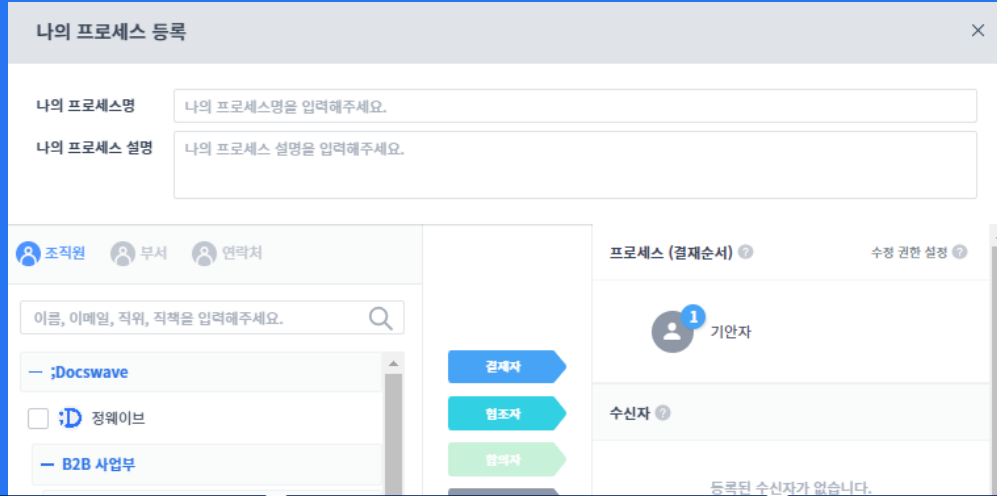 나의 프로세스 등록
나의 프로세스명
나의 프로세스명을 입력해주세요.
나의 프로세스 설명
나의 프로세스 설명을 입력해주세요.
조직원 부서 연락처
이름, 이메일, 직위, 직책을 입력해주세요.
;Docswave
;D 정웨이브
B2B 사업부
결재자
협조자
합의자
프로세스 (결재순서) ? 수정 권한 설정 ?
1
기안자
수신자 ?
등록된 수신자가 없습니다.